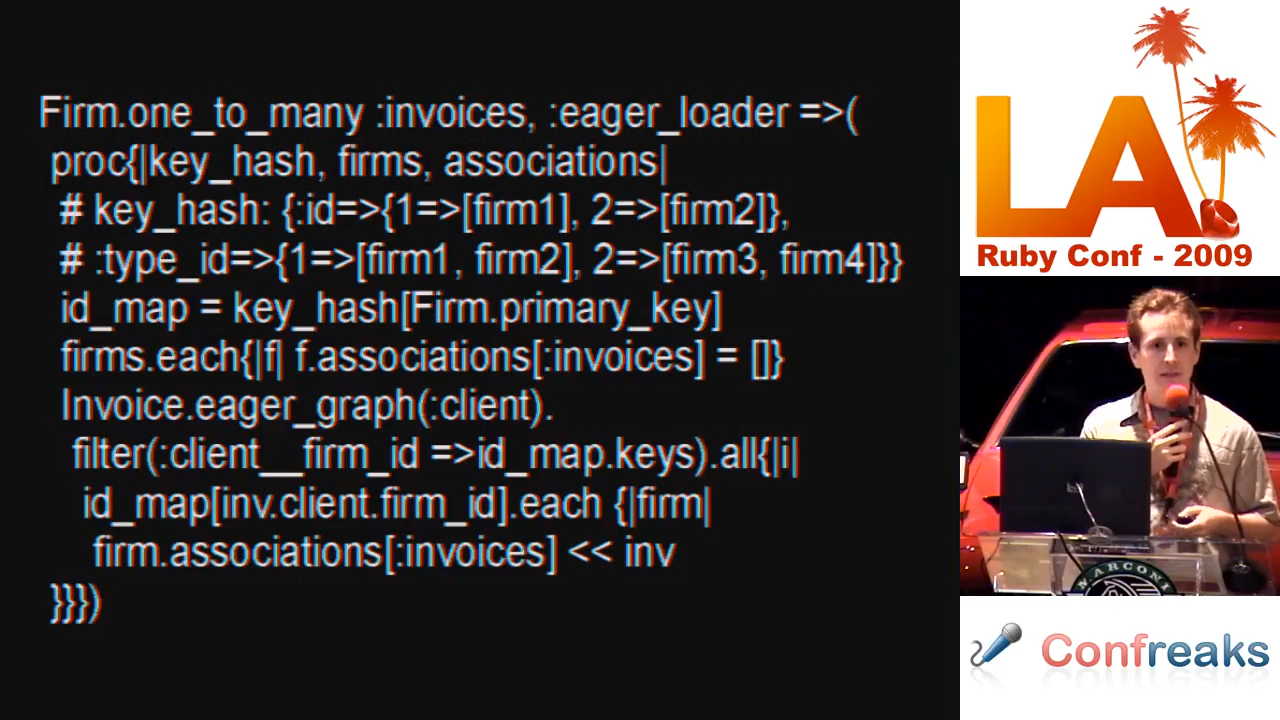 Firm.one_to_many :invoices, :eager_loader =>(
proc{|key_hash, firms, associations|
# key_hash: {:id=>{1=>[firm1], 2=>[firm2]},
# :type_id=>{1=>[firm1, firm2], 2=>[firm3, firm4]}}
id_map = key_hash[Firm.primary_key]
firms.each{|f| f.associations[:invoices] = []}
Invoice.eager_graph(:client).
filter(:client__firm_id =>id_map.keys).all{|i|
id_map[inv.client.firm_id].each {|firm|
firm.associations[:invoices] << inv
}}})
LA
Ruby Conf - 2009
MARCONI
Confreaks